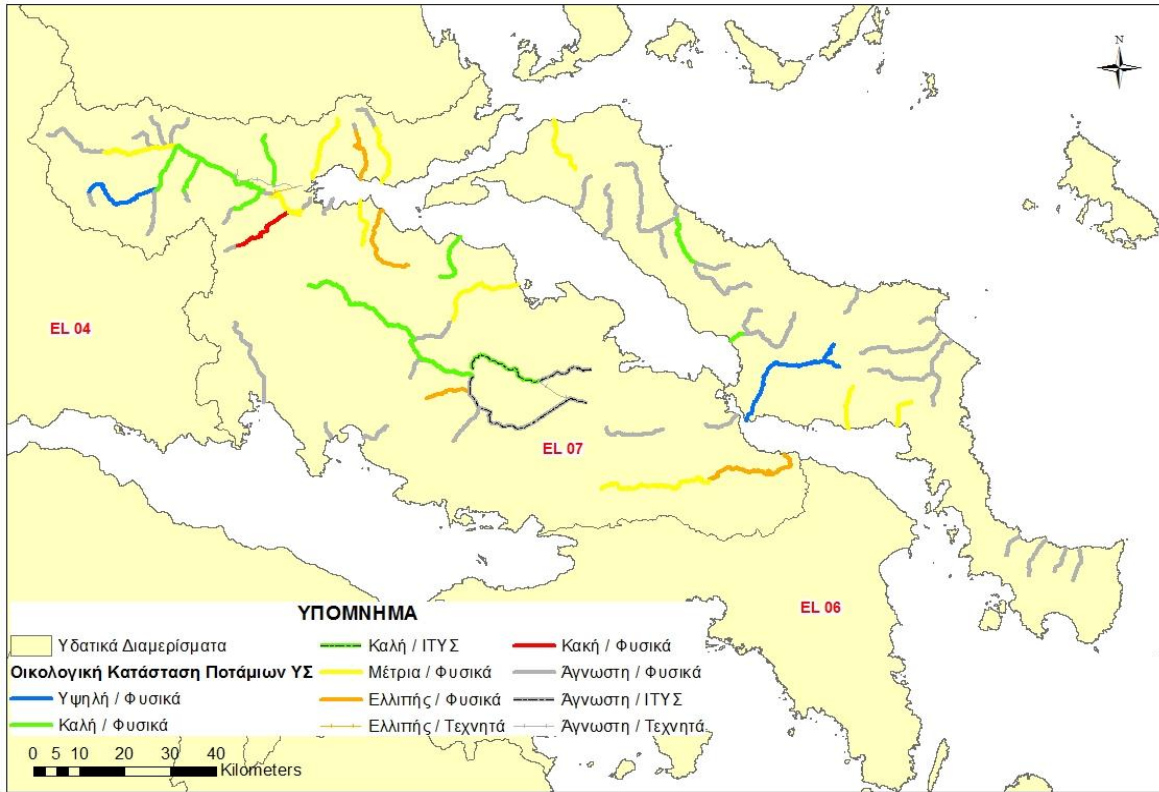 N
EL 04
EL 07
EL 06
ΥΠΟΜΝΗΜΑ
Υδατικά Διαμερίσματα
Οικολογική Κατάσταση Ποτάμιων ΥΣ
Υψηλή / Φυσικά
Καλή / Φυσικά
Καλή / ΙΤΥΣ
Μέτρια / Φυσικά
Ελλιπής / Φυσικά
Ελλιπής / Τεχνητά
Κακή / Φυσικά
Άγνωστη / Φυσικά
Άγνωστη / ΙΤΥΣ
Άγνωστη / Τεχνητά
0 5 10 20 30 40
Kilometers